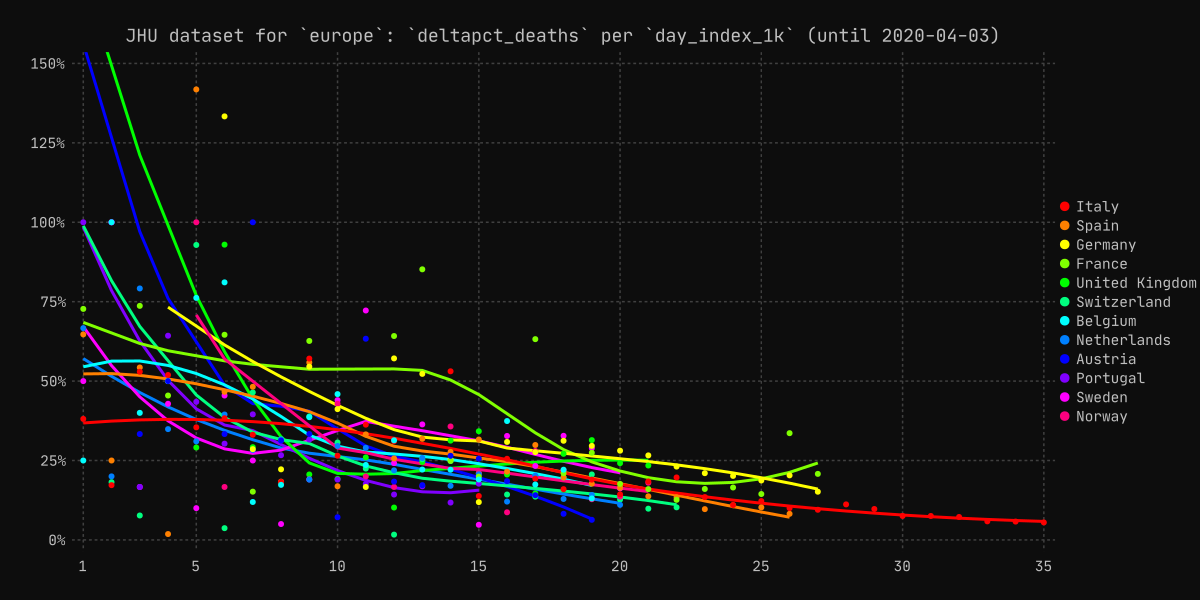 JHU dataset for `europe`: `deltapct_deaths` per `day_index_1k` (until 2020-04-03)
150%
125%
100%
75%
50%
25%
0%
1 5 10 15 20 25 30 35
Italy
Spain
Germany
France
United Kingdom
Switzerland
Belgium
Netherlands
Austria
Portugal
Sweden
Norway